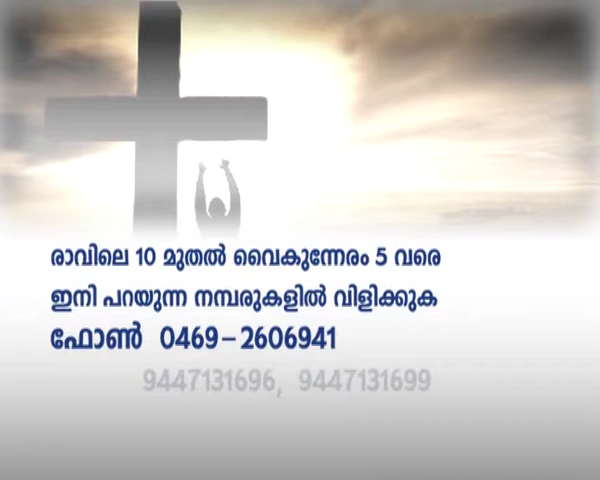 രാവിലെ 10 മുതൽ വൈകുന്നേരം 5 വരെ
ഇനി പറയുന്ന നമ്പരുകളിൽ വിളിക്കുക
ഫോൺ 0469-2606941
9447131696, 9447131699